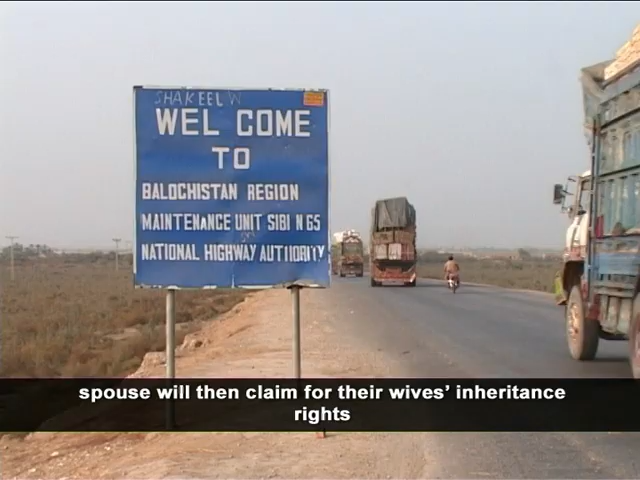 SHAKEEL W
WEL COME
TO
BALOCHISTAN REGION
MAINTENANCE UNIT SIBI N 65
NATIONAL HIGHWAY AUTIIORITY
spouse will then claim for their wives’ inheritance
rights